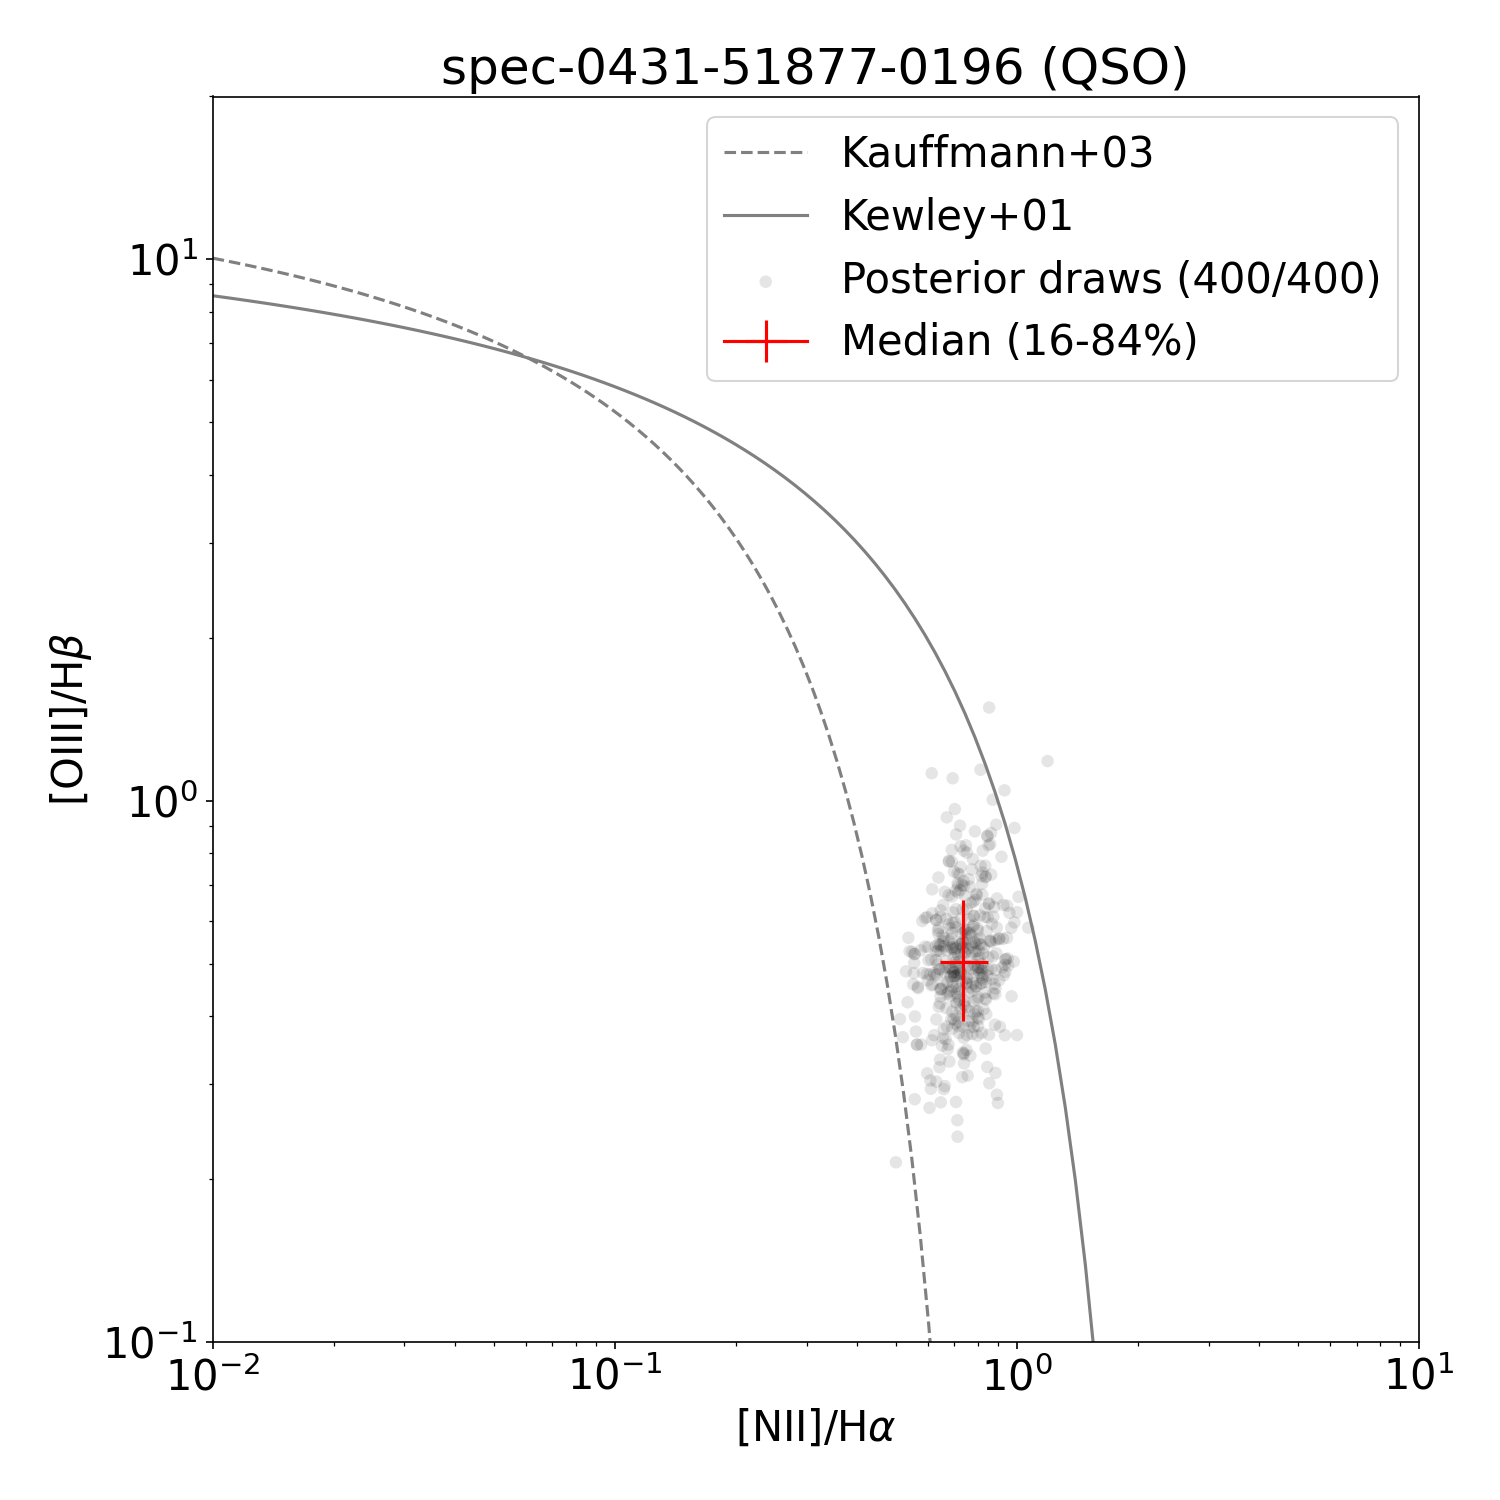 spec-0431-51877-0196 (QSO)
Kauffmann+03
Kewley+01
Posterior draws (400/400)
Median (16-84%)
[OIII]/Hβ
10¹
10⁰
10⁻¹
10⁻² 10⁻¹ 10⁰ 10¹
[NII]/Hα